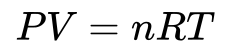 PV = nRT